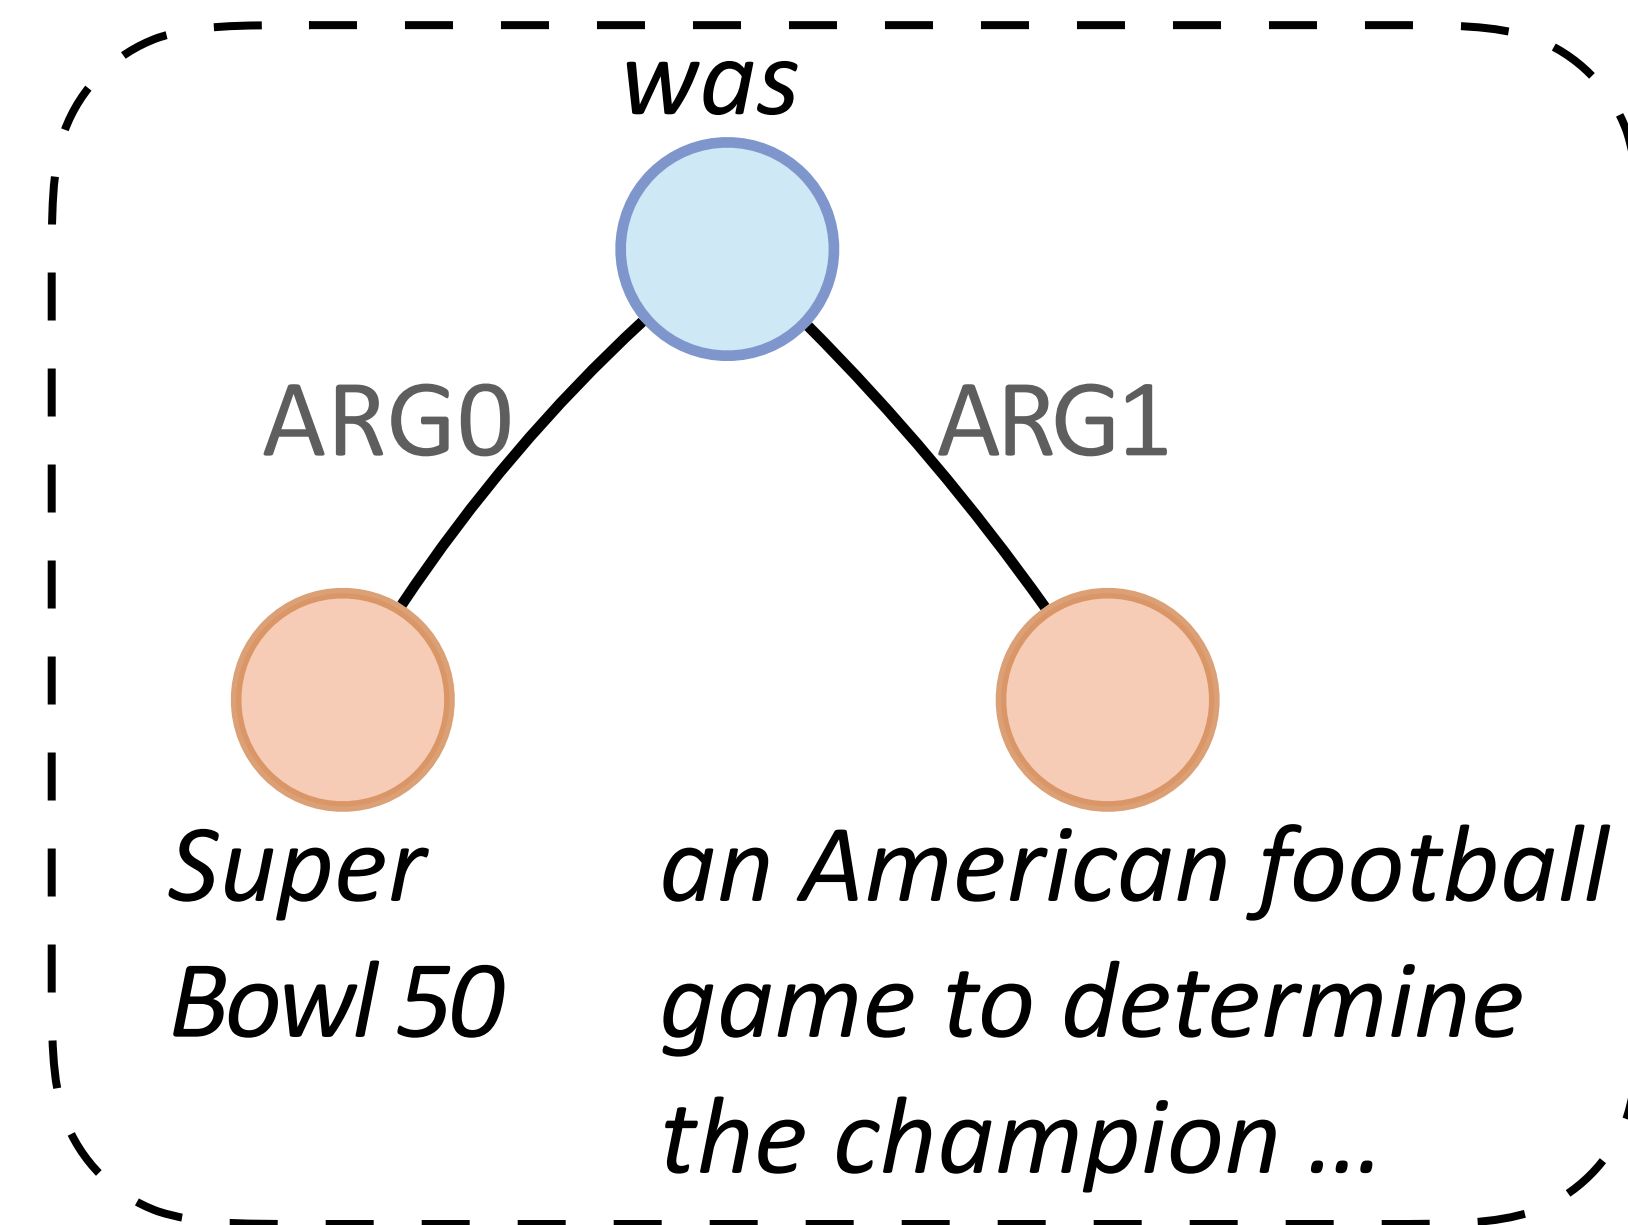 was
ARG0
ARG1
Super
Bowl 50
an American football
game to determine
the champion ...